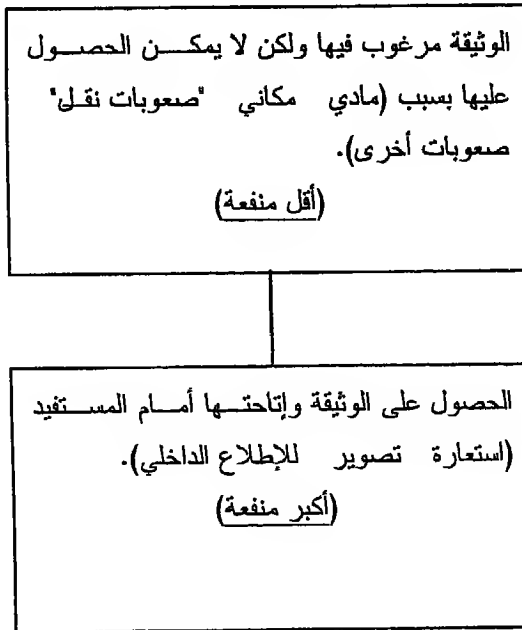 الوثيقة مرغوب فيها ولكن لا يمكن الحصول
عليها بسبب (مادي مكاني "صعوبات نقل"
صعوبات أخرى).
(أقل منفعة)
الحصول على الوثيقة وإتاحتها أمام المستفيد
(استعارة تصوير للإطلاع الداخلي).
(أكبر منفعة)